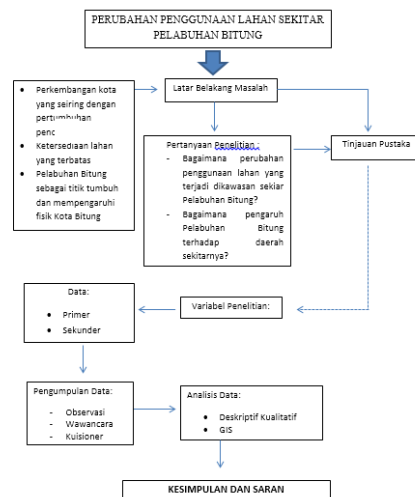 PERUBAHAN PENGGUNAAN LAHAN SEKITAR
PELABUHAN BITUNG
Latar Belakang Masalah
• Perkembangan kota
yang seiring dengan
pertumbuhan
penc
• Ketersediaan lahan
yang terbatas
• Pelabuhan Bitung
sebagai titik tumbuh
dan mempengaruhi
fisik Kota Bitung
Pertanyaan Penelitian :
- Bagaimana perubahan
penggunaan lahan yang
terjadi dikawasan sekiar
Pelabuhan Bitung?
- Bagaimana pengaruh
Pelabuhan Bitung
terhadap daerah
sekitarnya?
Tinjauan Pustaka
Variabel Penelitian:
Data:
• Primer
• Sekunder
Pengumpulan Data:
- Observasi
- Wawancara
- Kuisioner
Analisis Data:
• Deskriptif Kualitatif
• GIS
KESIMPULAN DAN SARAN